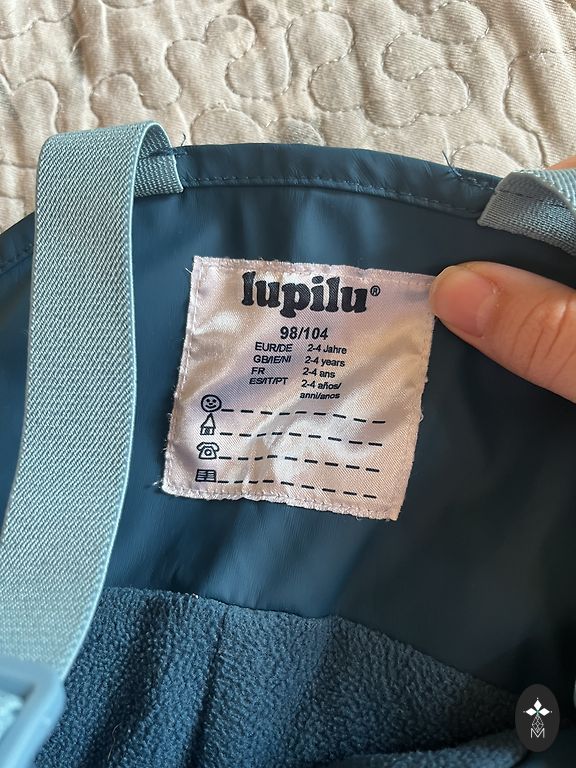 lupilu®
98/104
EUR/DE 2-4 Jahre
GB/IE/NI 2-4 years
FR 2-4 ans
ES/IT/PT 2-4 años/
anni/anos
M